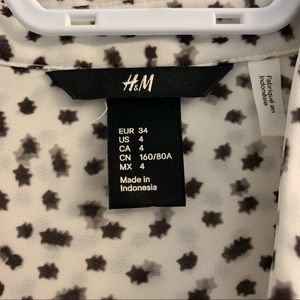 H&M
EUR 34
US 4
CA 4
CN 160/80A
MX 4
Made in
Indonesia
Fabriqué en
Indonésie